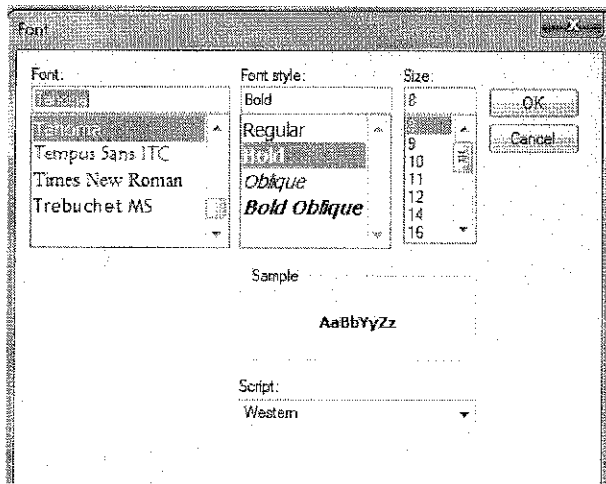 Font
Font:
Font style:
Size:
Bold
8
OK
Cancel
Tempus Sans ITC
Times New Roman
Trebuchet MS
Regular
Bold
Oblique
Bold Oblique
9
10
11
12
14
16
Sample
AaBbYyZz
Script:
Western